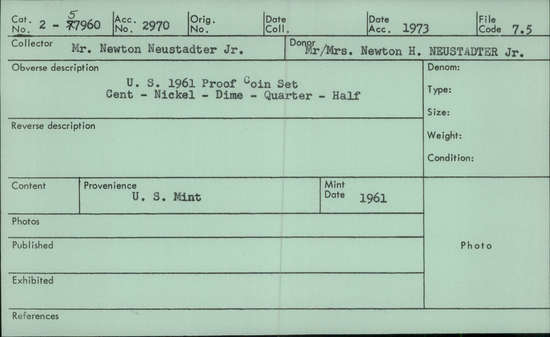 Cat. No. 2 - 57960 Acc. No. 2970 Orig. No. Date Coll. Date Acc. 1973 File Code 7.5
Collector Mr. Newton Neustadter Jr. Donor Mr/Mrs. Newton H. NEUSTADTER Jr.
Obverse description Denom:
U. S. 1961 Proof Coin Set Type:
Cent - Nickel - Dime - Quarter - Half
Size:
Reverse description
Weight:
Condition:
Content Provenience U. S. Mint Mint Date 1961
Photos
Published Photo
Exhibited
References